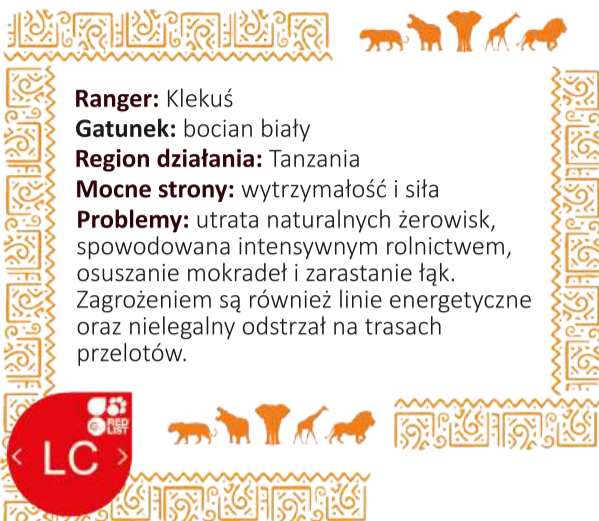 Ranger: Klekuś
Gatunek: bocian biały
Region działania: Tanzania
Mocne strony: wytrzymałość i siła
Problemy: utrata naturalnych żerowisk,
spowodowana intensywnym rolnictwem,
osuszanie mokradeł i zarastanie łąk.
Zagrożeniem są również linie energetyczne
oraz nielegalny odstrzał na trasach
przelotów.
RED
LIST
< LC >